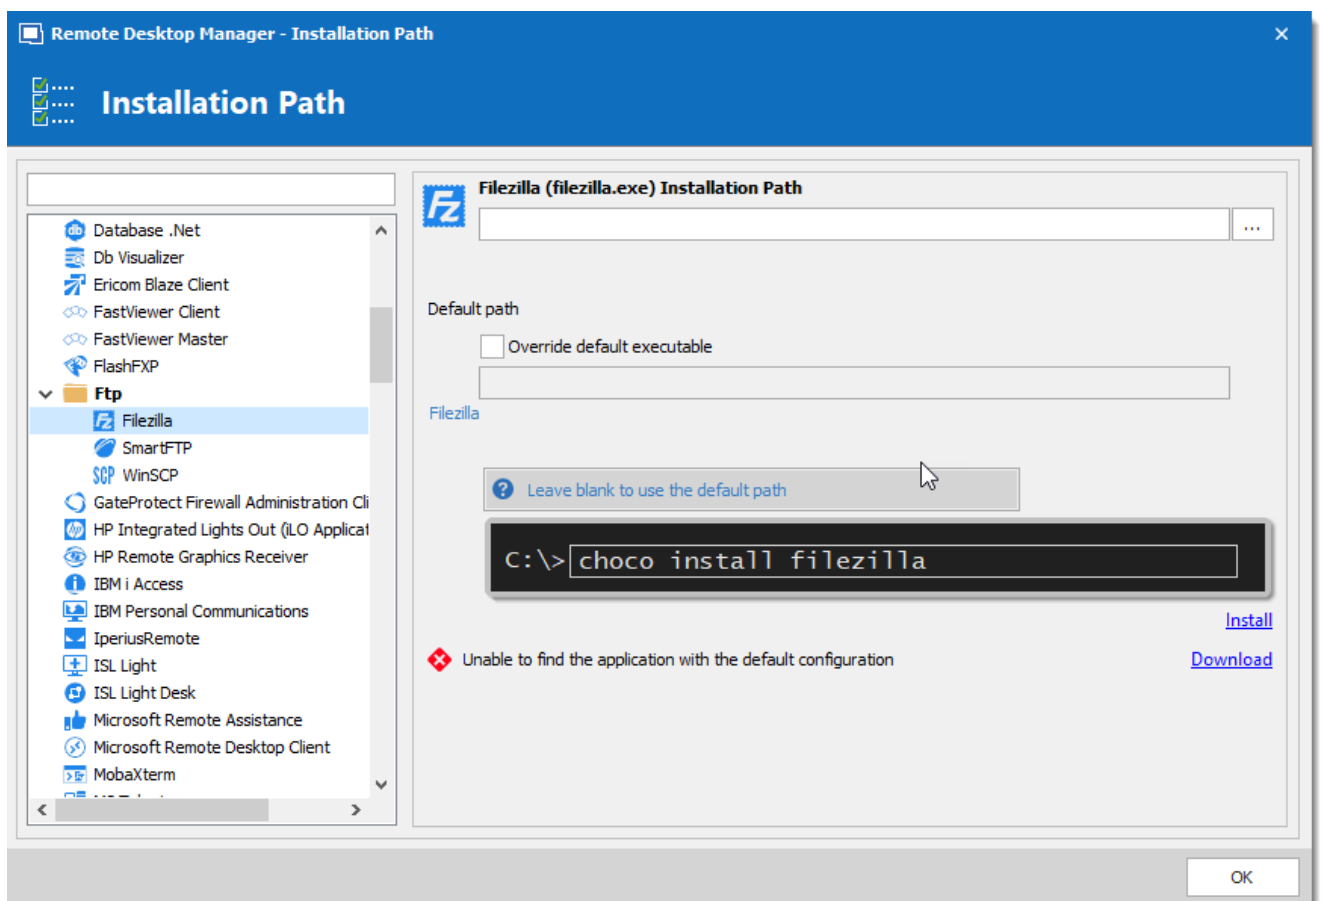 Remote Desktop Manager - Installation Path
Installation Path
Database .Net
Db Visualizer
Ericom Blaze Client
FastViewer Client
FastViewer Master
FlashFXP
Ftp
Filezilla
SmartFTP
SCP WinSCP
GateProtect Firewall Administration Cli
HP Integrated Lights Out (iLO Applicat
HP Remote Graphics Receiver
IBM i Access
IBM Personal Communications
IperiusRemote
ISL Light
ISL Light Desk
Microsoft Remote Assistance
Microsoft Remote Desktop Client
MobaXterm
Filezilla (filezilla.exe) Installation Path
...
Default path
Override default executable
Filezilla
Leave blank to use the default path
C:\>choco install filezilla
Install
Unable to find the application with the default configuration
Download
OK